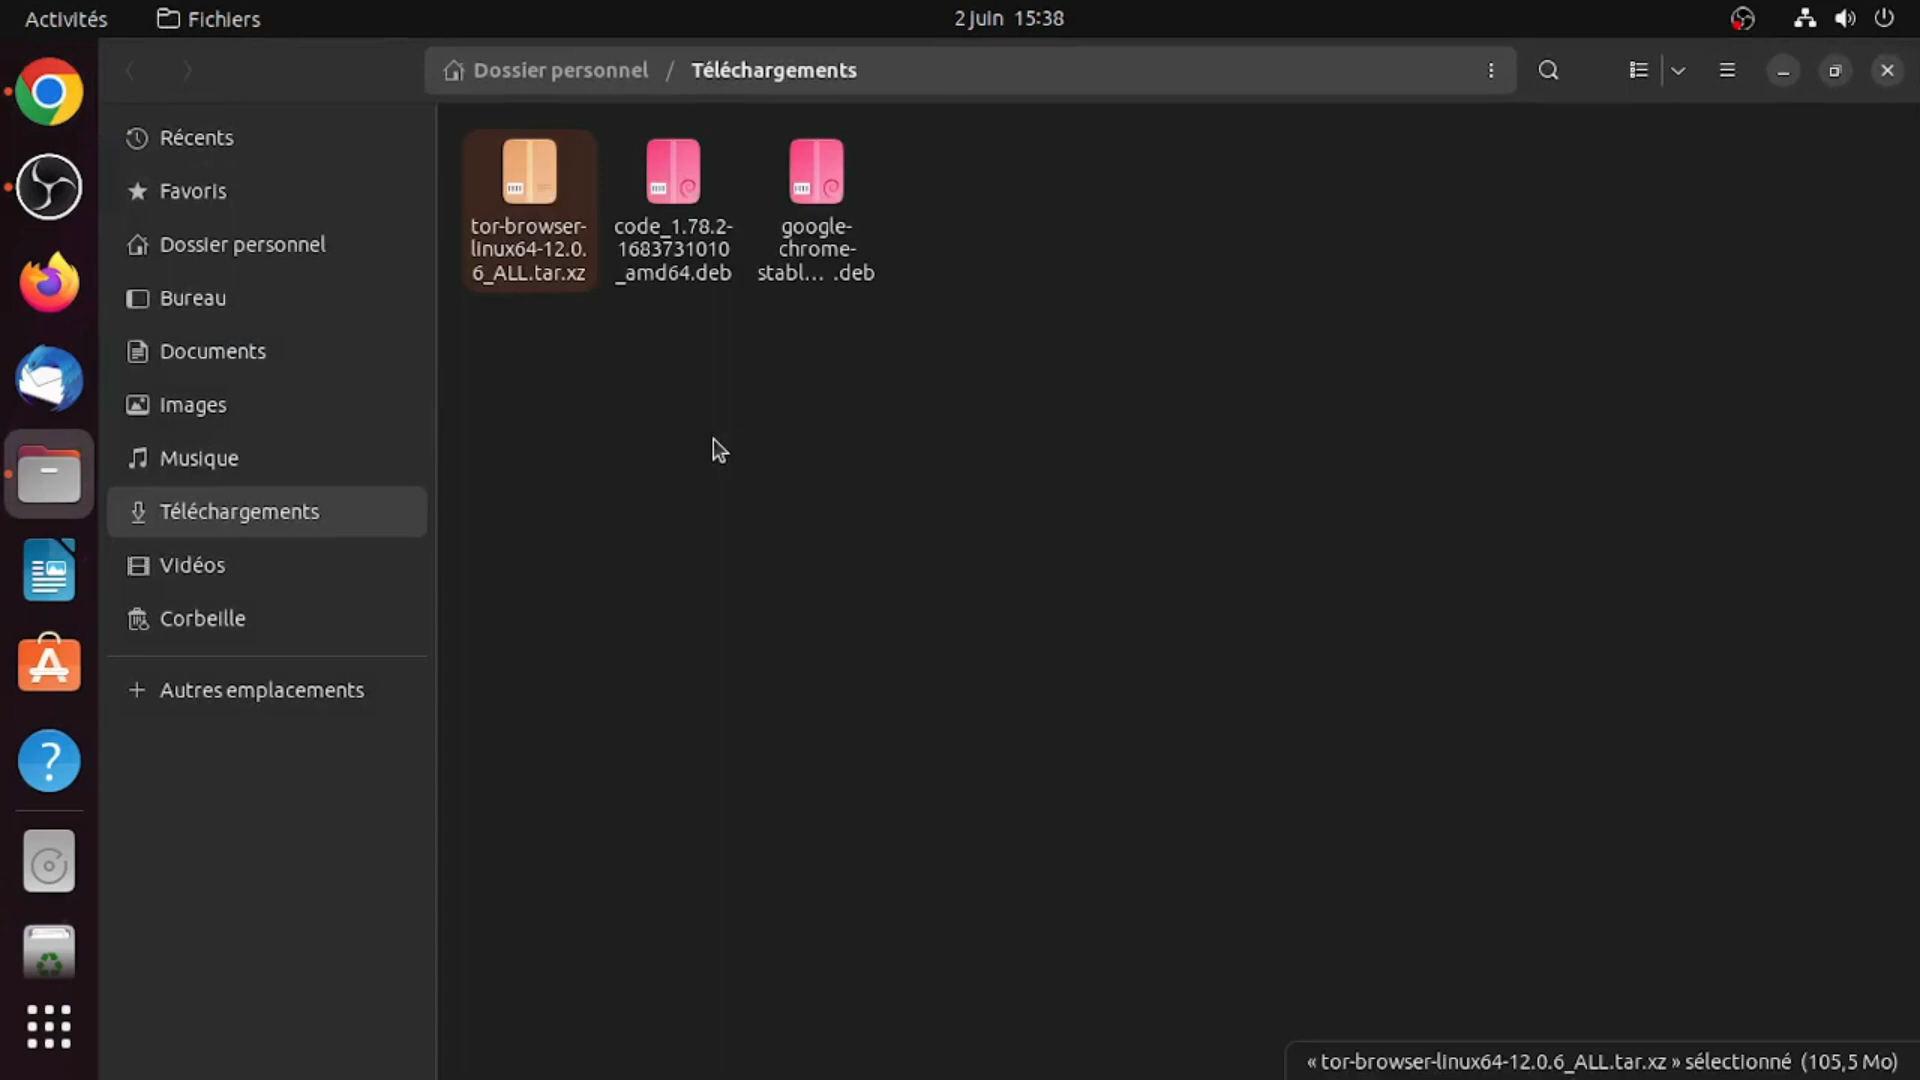 Activités
Fichiers
2 juin 15:38
Dossier personnel / Téléchargements
Récents
Favoris
Dossier personnel
Bureau
Documents
Images
Musique
Téléchargements
Vidéos
Corbeille
+ Autres emplacements
tor-browser-
linux64-12.0.
6_ALL.tar.xz
code_1.78.2-
1683731010
_amd64.deb
google-
chrome-
stabl… .deb
« tor-browser-linux64-12.0.6_ALL.tar.xz » sélectionné (105,5 Mo)